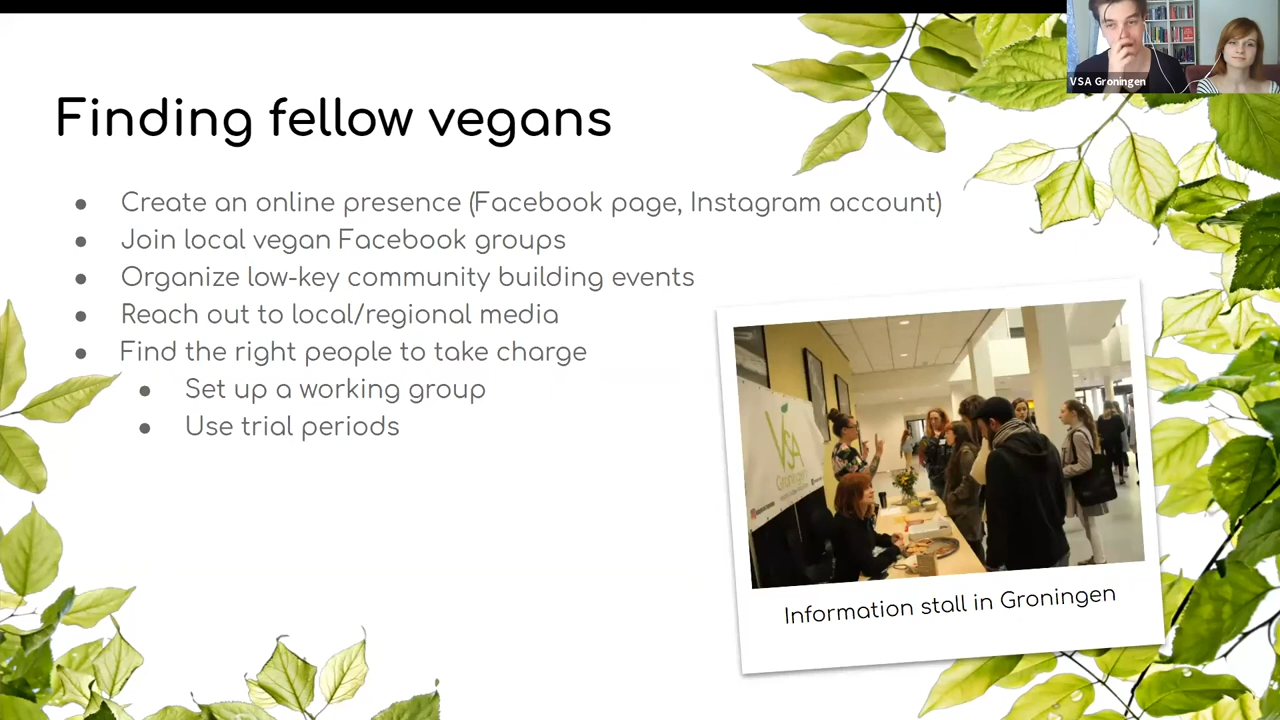 VSA Groningen
Finding fellow vegans
● Create an online presence (Facebook page, Instagram account)
● Join local vegan Facebook groups
● Organize low-key community building events
● Reach out to local/regional media
● Find the right people to take charge
● Set up a working group
● Use trial periods
VSA
Groningen
Information stall in Groningen